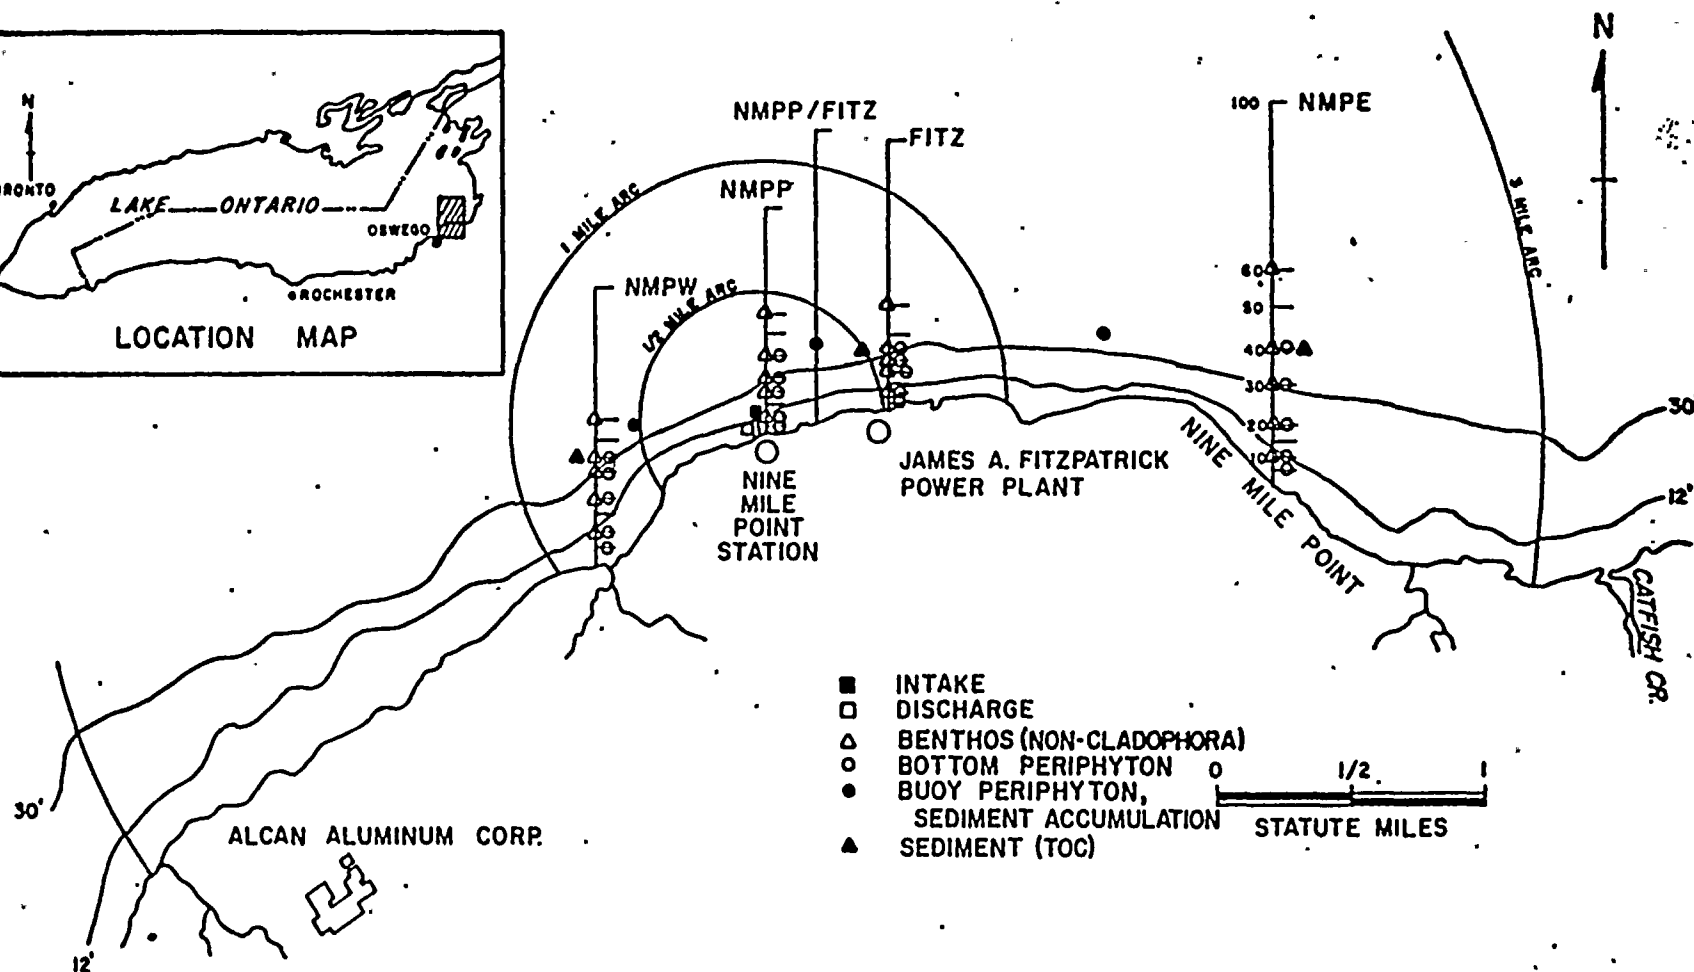 N
RONTO
LAKE ONTARIO
OSWEGO
ROCHESTER
LOCATION MAP
N
NMPP/FITZ
FITZ
100 NMPE
NMPP
1 MILE ARC
3 MILE ARC
NMPW
1/2 MILE ARC
60
50
40
30
20
10
30'
12'
NINE MILE POINT
NINE
MILE
POINT
STATION
JAMES A. FITZPATRICK
POWER PLANT
CATFISH CR.
INTAKE
DISCHARGE
BENTHOS (NON-CLADOPHORA)
BOTTOM PERIPHYTON
BUOY PERIPHYTON,
SEDIMENT ACCUMULATION
SEDIMENT (TOC)
0 1/2 1
STATUTE MILES
30'
12'
ALCAN ALUMINUM CORP.